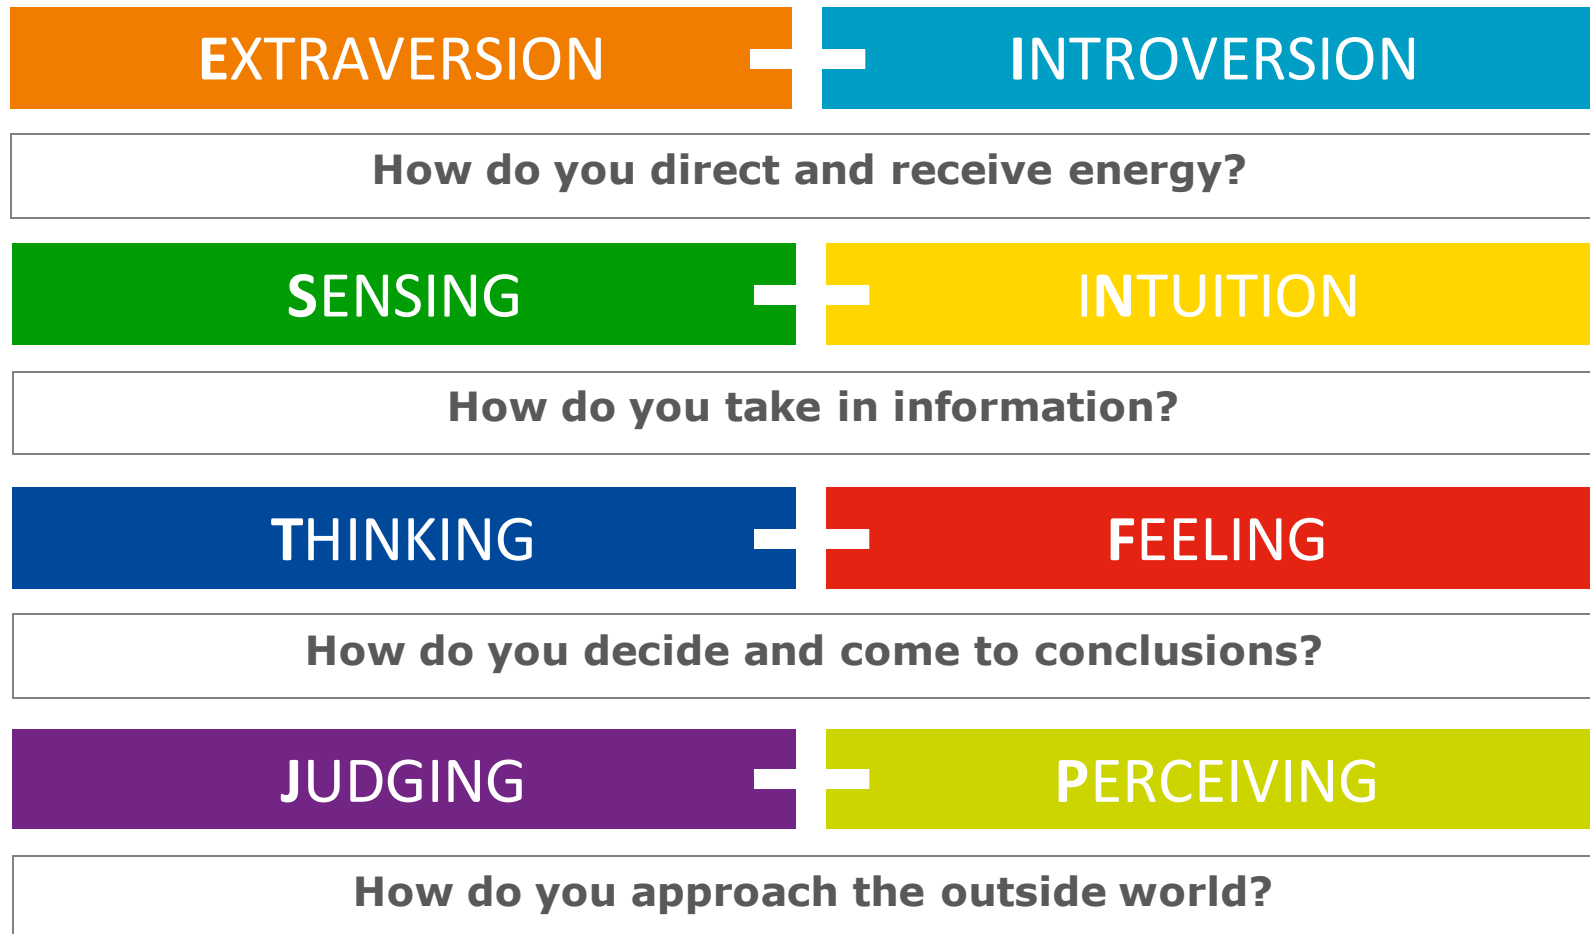 EXTRAVERSION INTROVERSION
How do you direct and receive energy?
SENSING INTUITION
How do you take in information?
THINKING FEELING
How do you decide and come to conclusions?
JUDGING PERCEIVING
How do you approach the outside world?